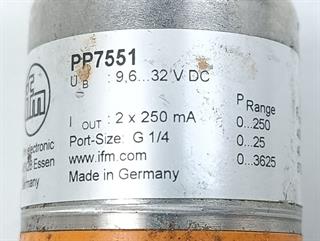 ifm
PP7551
U B : 9,6...32 V DC
I OUT : 2 x 250 mA
Port-Size: G 1/4
www.ifm.com
Made in Germany
electronic
Essen
P Range
0...250
0...25
0...3625